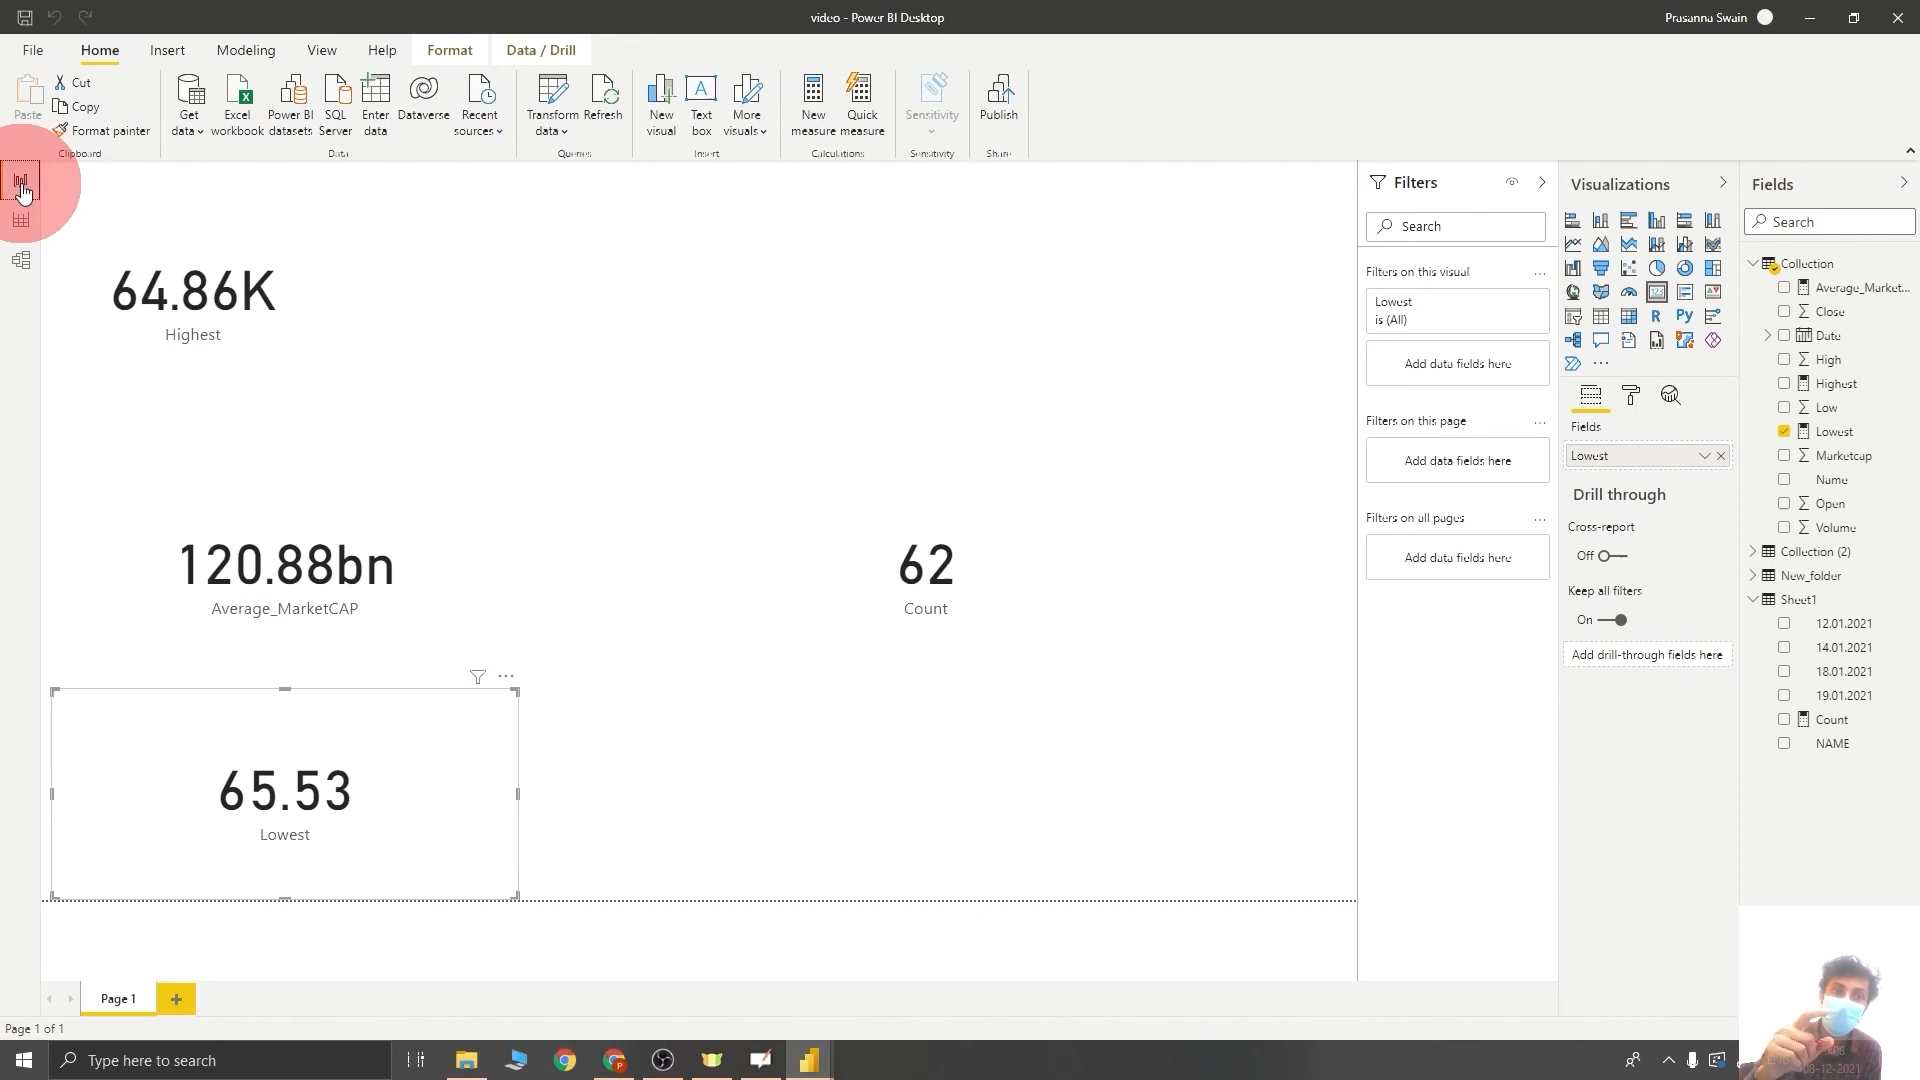 video - Power BI Desktop
Prasanna Swain
File
Home
Insert
Modeling
View
Help
Format
Data / Drill
Paste
Cut
Copy
Format painter
Clipboard
Get data
Excel workbook
Power BI datasets
SQL Server
Enter data
Dataverse
Recent sources
Data
Transform data
Refresh
Queries
New visual
Text box
More visuals
Insert
New measure
Quick measure
Calculations
Sensitivity
Sensitivity
Publish
Share
64.86K
Highest
120.88bn
Average_MarketCAP
62
Count
65.53
Lowest
Filters
Search
Filters on this visual
Lowest
is (All)
Add data fields here
Filters on this page
Add data fields here
Filters on all pages
Add data fields here
Visualizations
R
Py
Fields
Lowest
Drill through
Cross-report
Off
Keep all filters
On
Add drill-through fields here
Fields
Search
Collection
Average_Market...
Close
Date
High
Highest
Low
Lowest
Marketcap
Name
Open
Volume
Collection (2)
New_folder
Sheet1
12.01.2021
14.01.2021
18.01.2021
19.01.2021
Count
NAME
Page 1
Page 1 of 1
Type here to search
08-12-2021